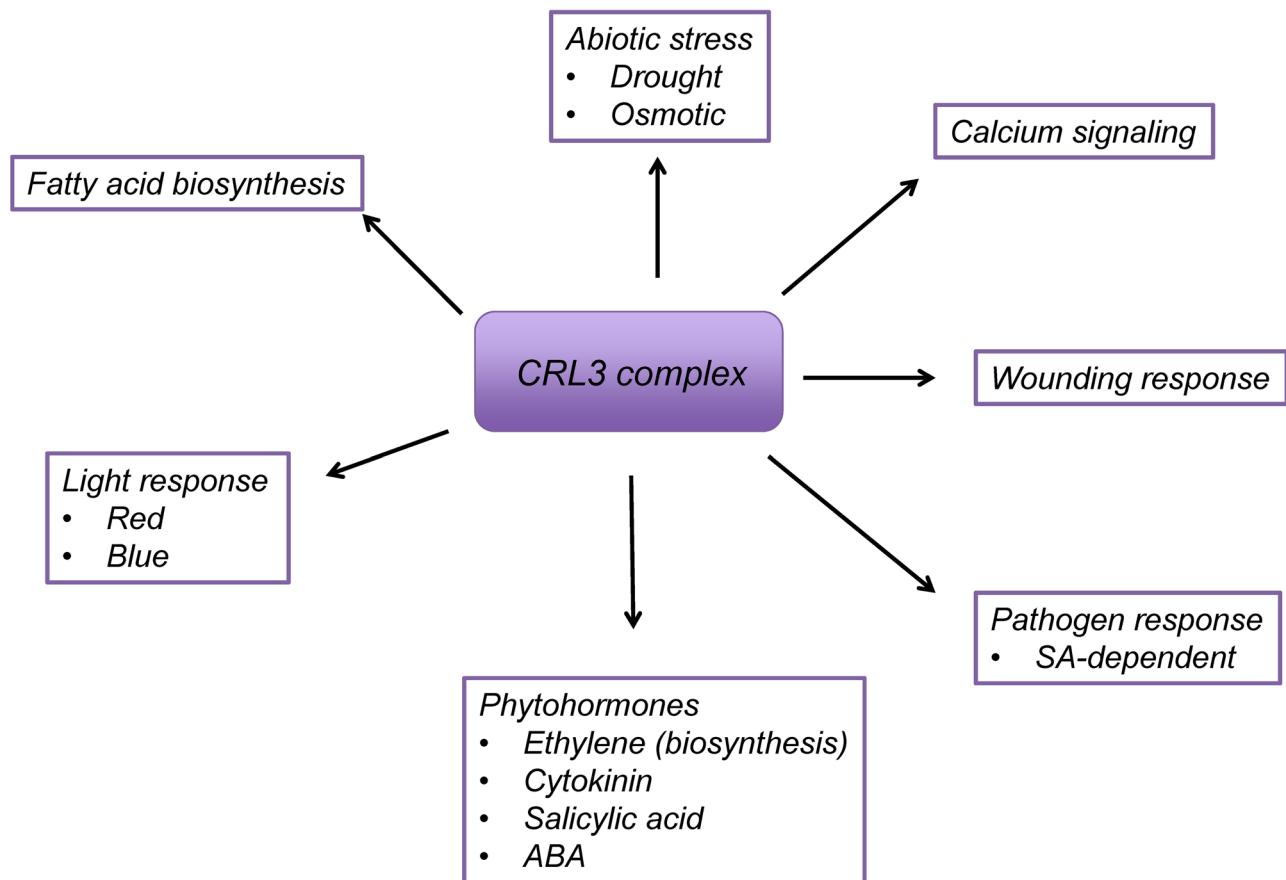 Abiotic stress
• Drought
• Osmotic
Calcium signaling
Fatty acid biosynthesis
CRL3 complex
Wounding response
Light response
• Red
• Blue
Pathogen response
• SA-dependent
Phytohormones
• Ethylene (biosynthesis)
• Cytokinin
• Salicylic acid
• ABA